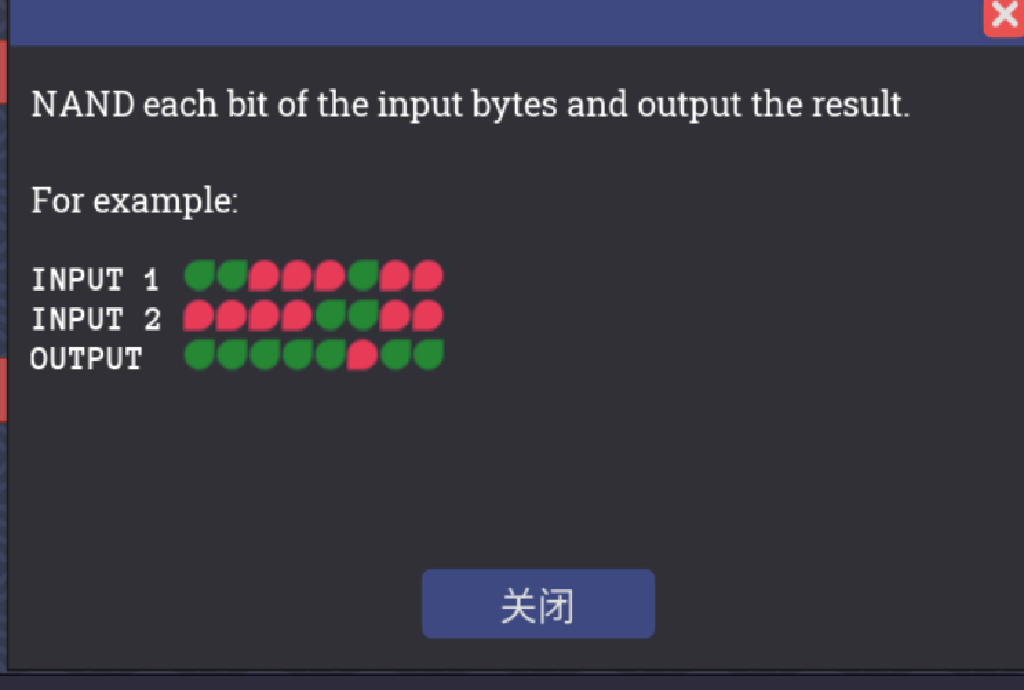 NAND each bit of the input bytes and output the result.
For example:
INPUT 1
INPUT 2
OUTPUT
关闭